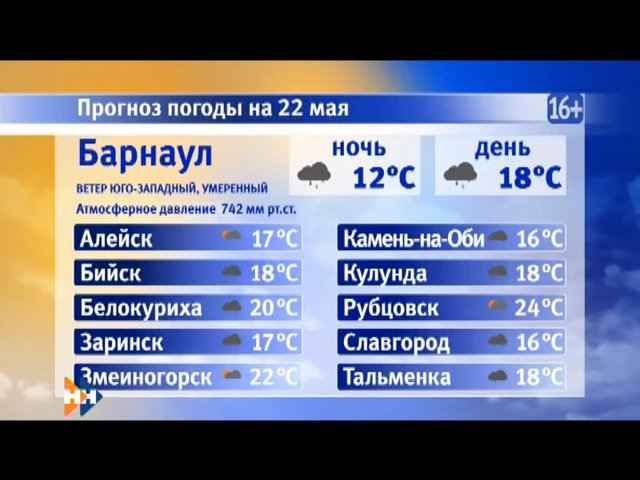 Прогноз погоды на 22 мая
16+
Барнаул
ночь
12°С
день
18°С
ВЕТЕР ЮГО-ЗАПАДНЫЙ, УМЕРЕННЫЙ
Атмосферное давление 742 мм рт.ст.
Алейск 17°С
Бийск 18°С
Белокуриха 20°С
Заринск 17°С
Змеиногорск 22°С
Камень-на-Оби 16°С
Кулунда 18°С
Рубцовск 24°С
Славгород 16°С
Тальменка 18°С
НН